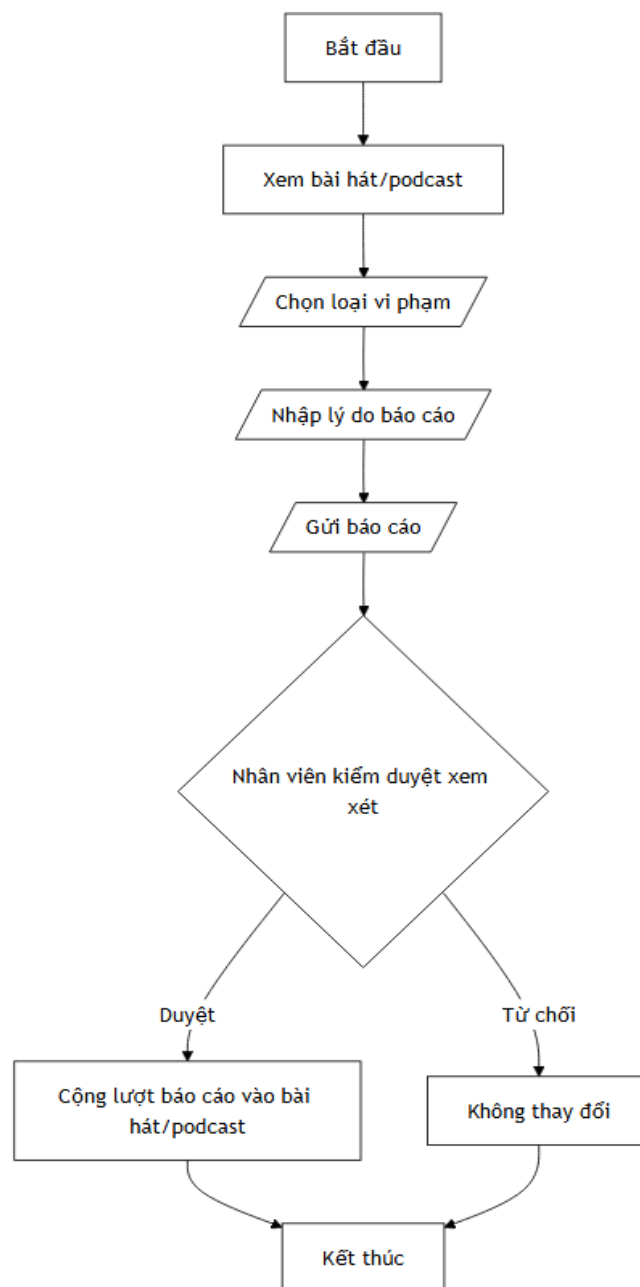 Bắt đầu
Xem bài hát/podcast
Chọn loại vi phạm
Nhập lý do báo cáo
Gửi báo cáo
Nhân viên kiểm duyệt xem
xét
Duyệt
Từ chối
Cộng lượt báo cáo vào bài
hát/podcast
Không thay đổi
Kết thúc